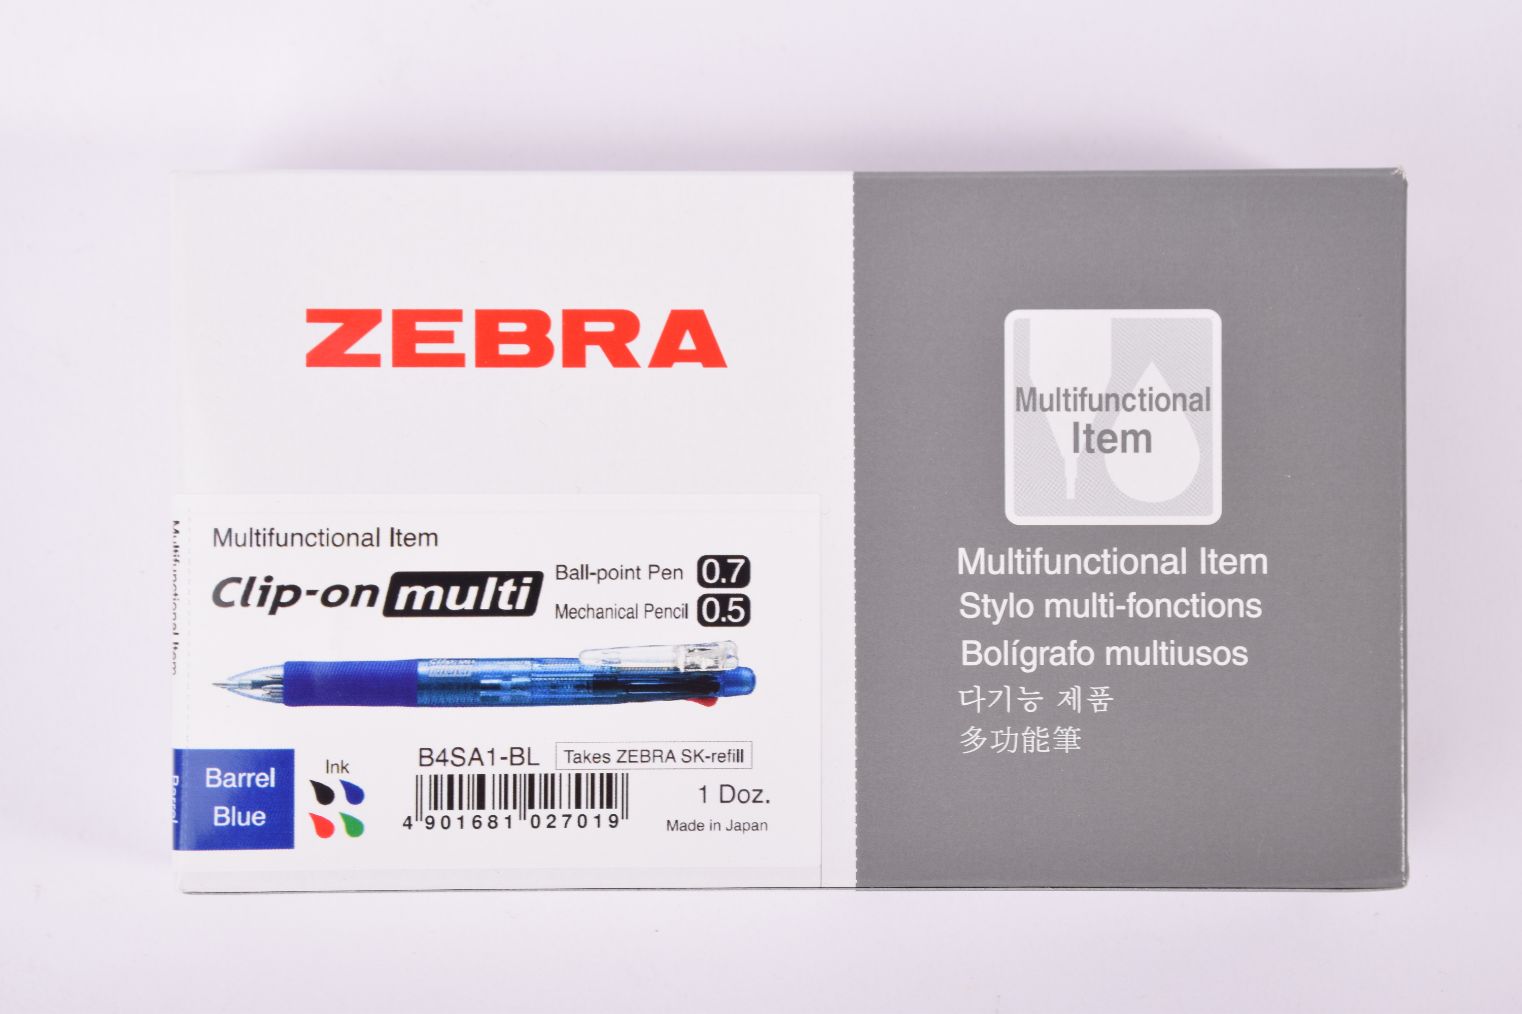 ZEBRA
Multifunctional Item
Clip-on multi
Ball-point Pen 0.7
Mechanical Pencil 0.5
B4SA1-BL
Takes ZEBRA SK-refill
Barrel
Blue
Ink
4 901681 027019
1 Doz.
Made in Japan
Multifunctional Item
Multifunctional
Item
Multifunctional Item
Stylo multi-fonctions
Bolígrafo multiusos
다기능 제품
多功能筆